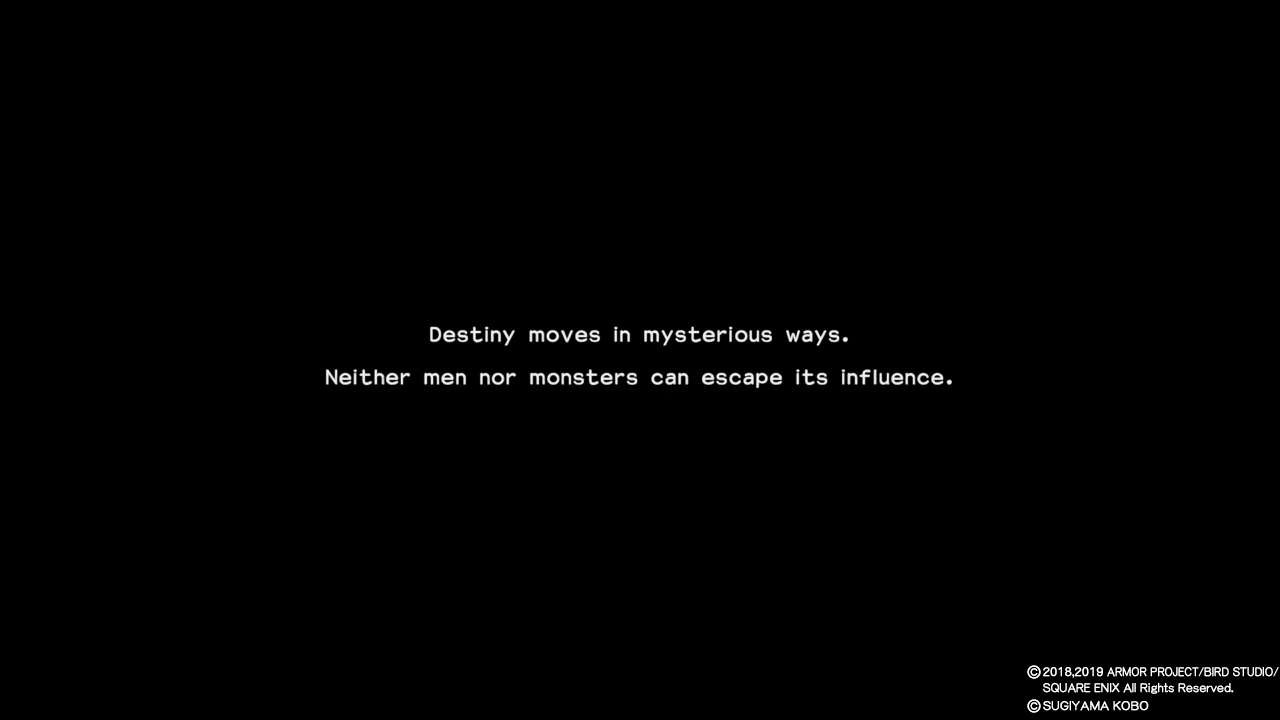 Destiny moves in mysterious ways.
Neither men nor monsters can escape its influence.
©2018,2019 ARMOR PROJECT/BIRD STUDIO/
SQUARE ENIX All Rights Reserved.
©SUGIYAMA KOBO